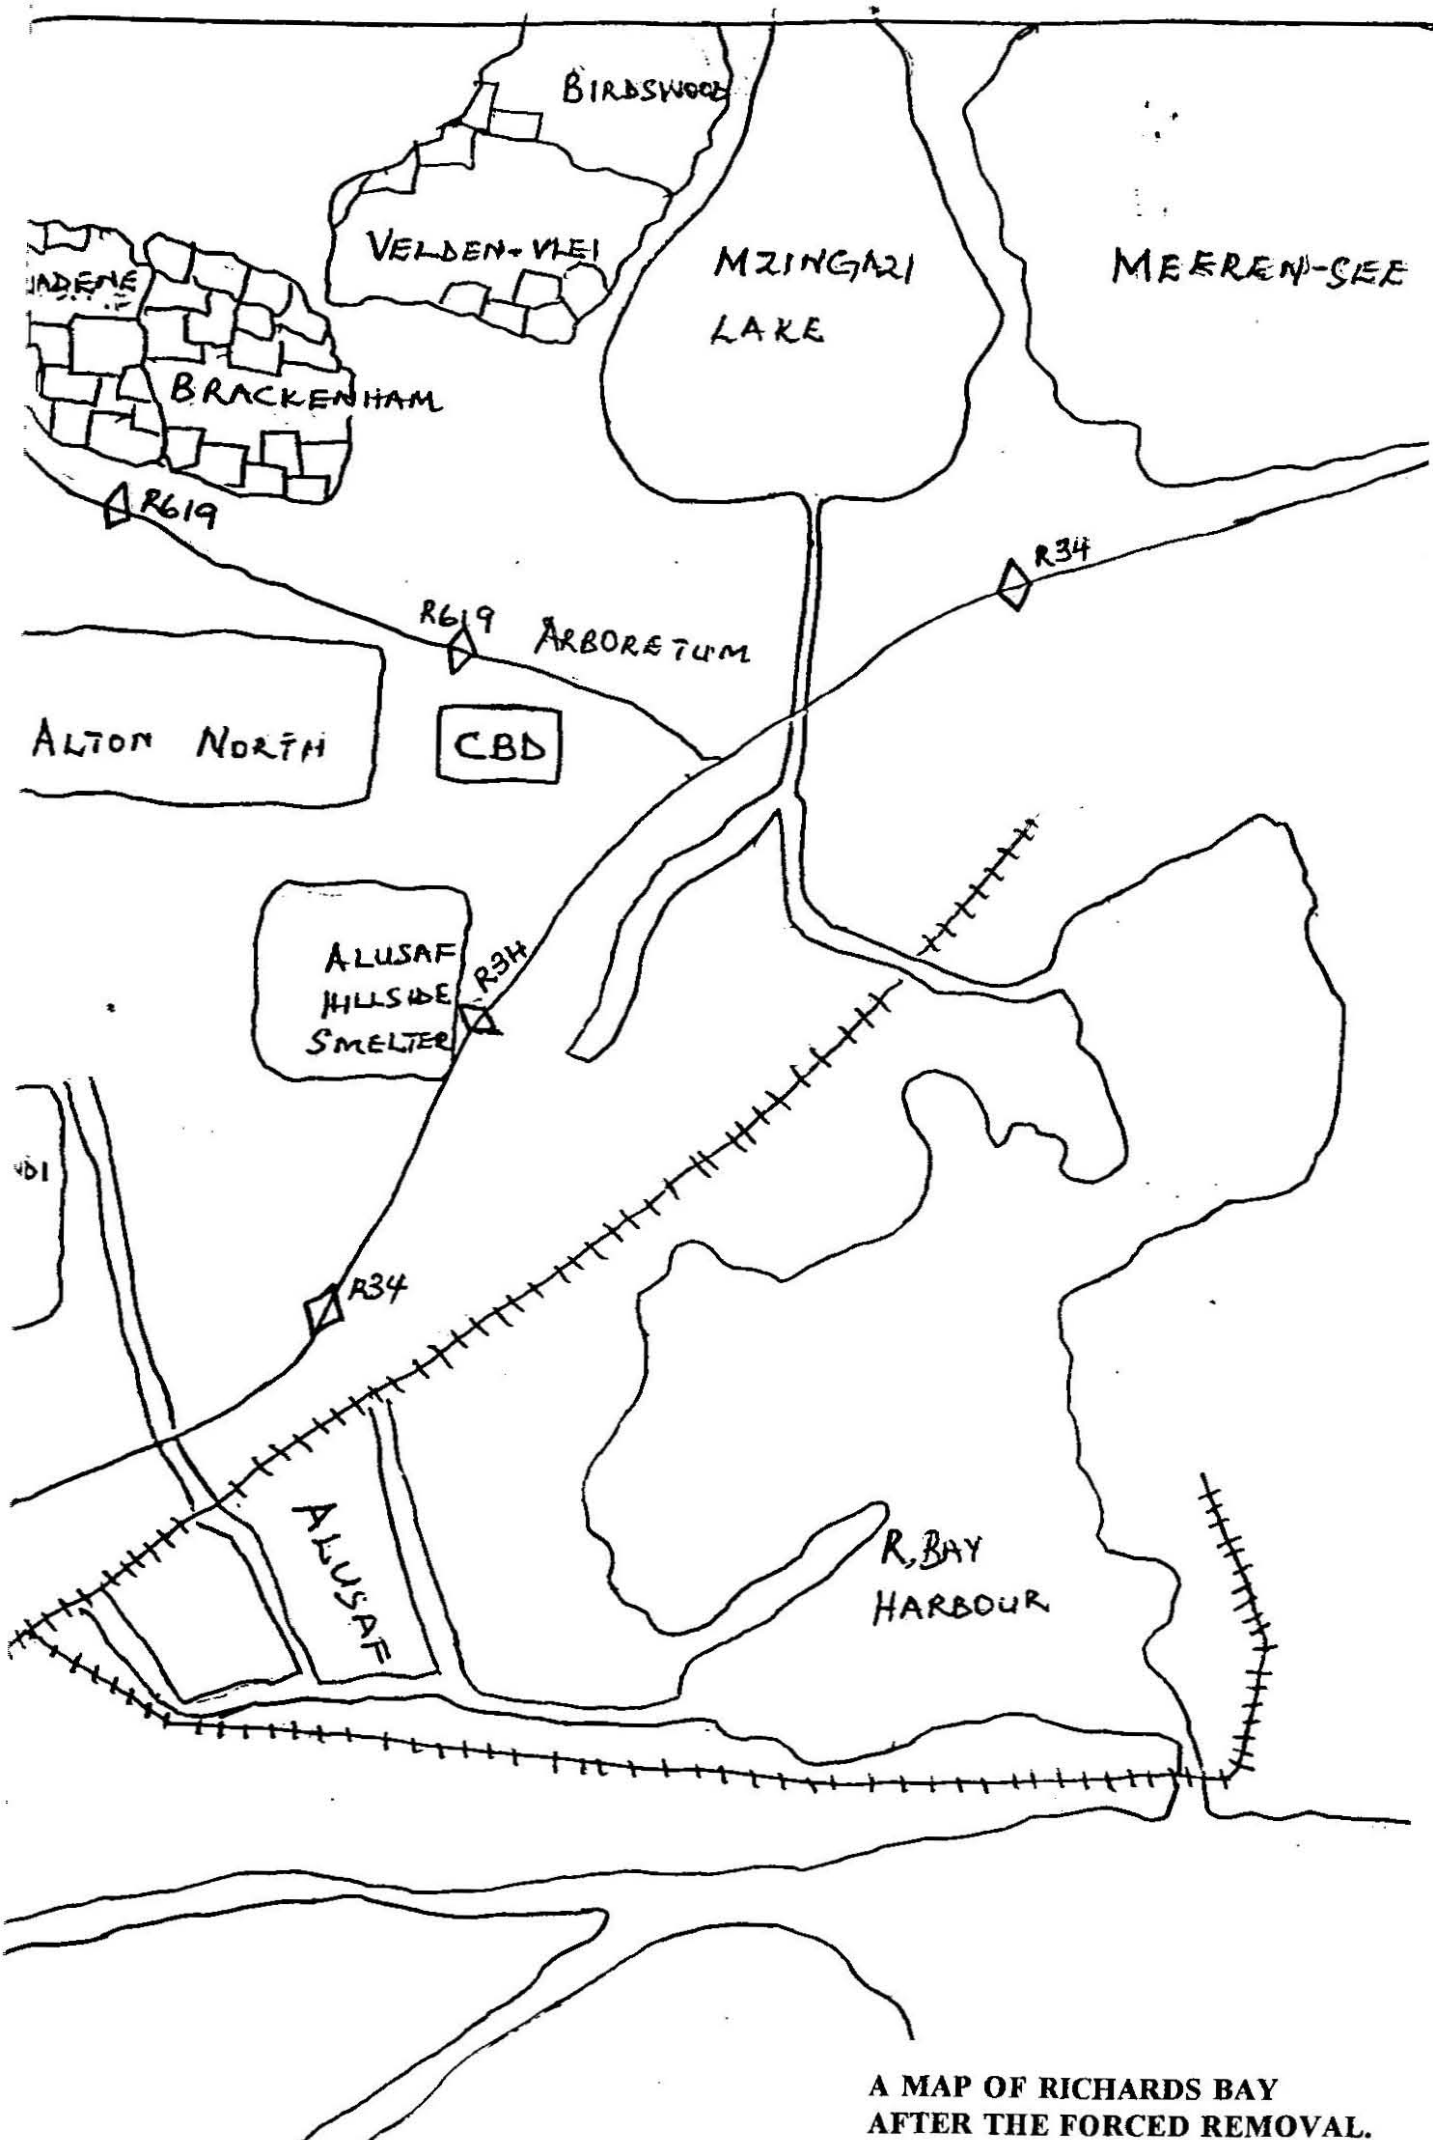 BIRDSWOOD
VELDEN-VLEI
MZINGAZI
LAKE
MEEREN-SEE
BRACKENHAM
R619
R34
R619
ARBORETUM
ALTON NORTH
CBD
ALUSAF
HILLSIDE
SMELTER
R34
R34
ALUSAF
R, BAY
HARBOUR
A MAP OF RICHARDS BAY
AFTER THE FORCED REMOVAL.